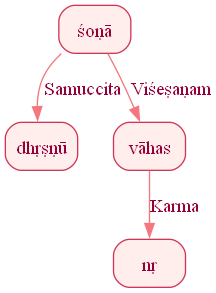 śoṇā
Samuccita Viśeṣaṇam
dhṛṣṇū vāhas
Karma
nṛ